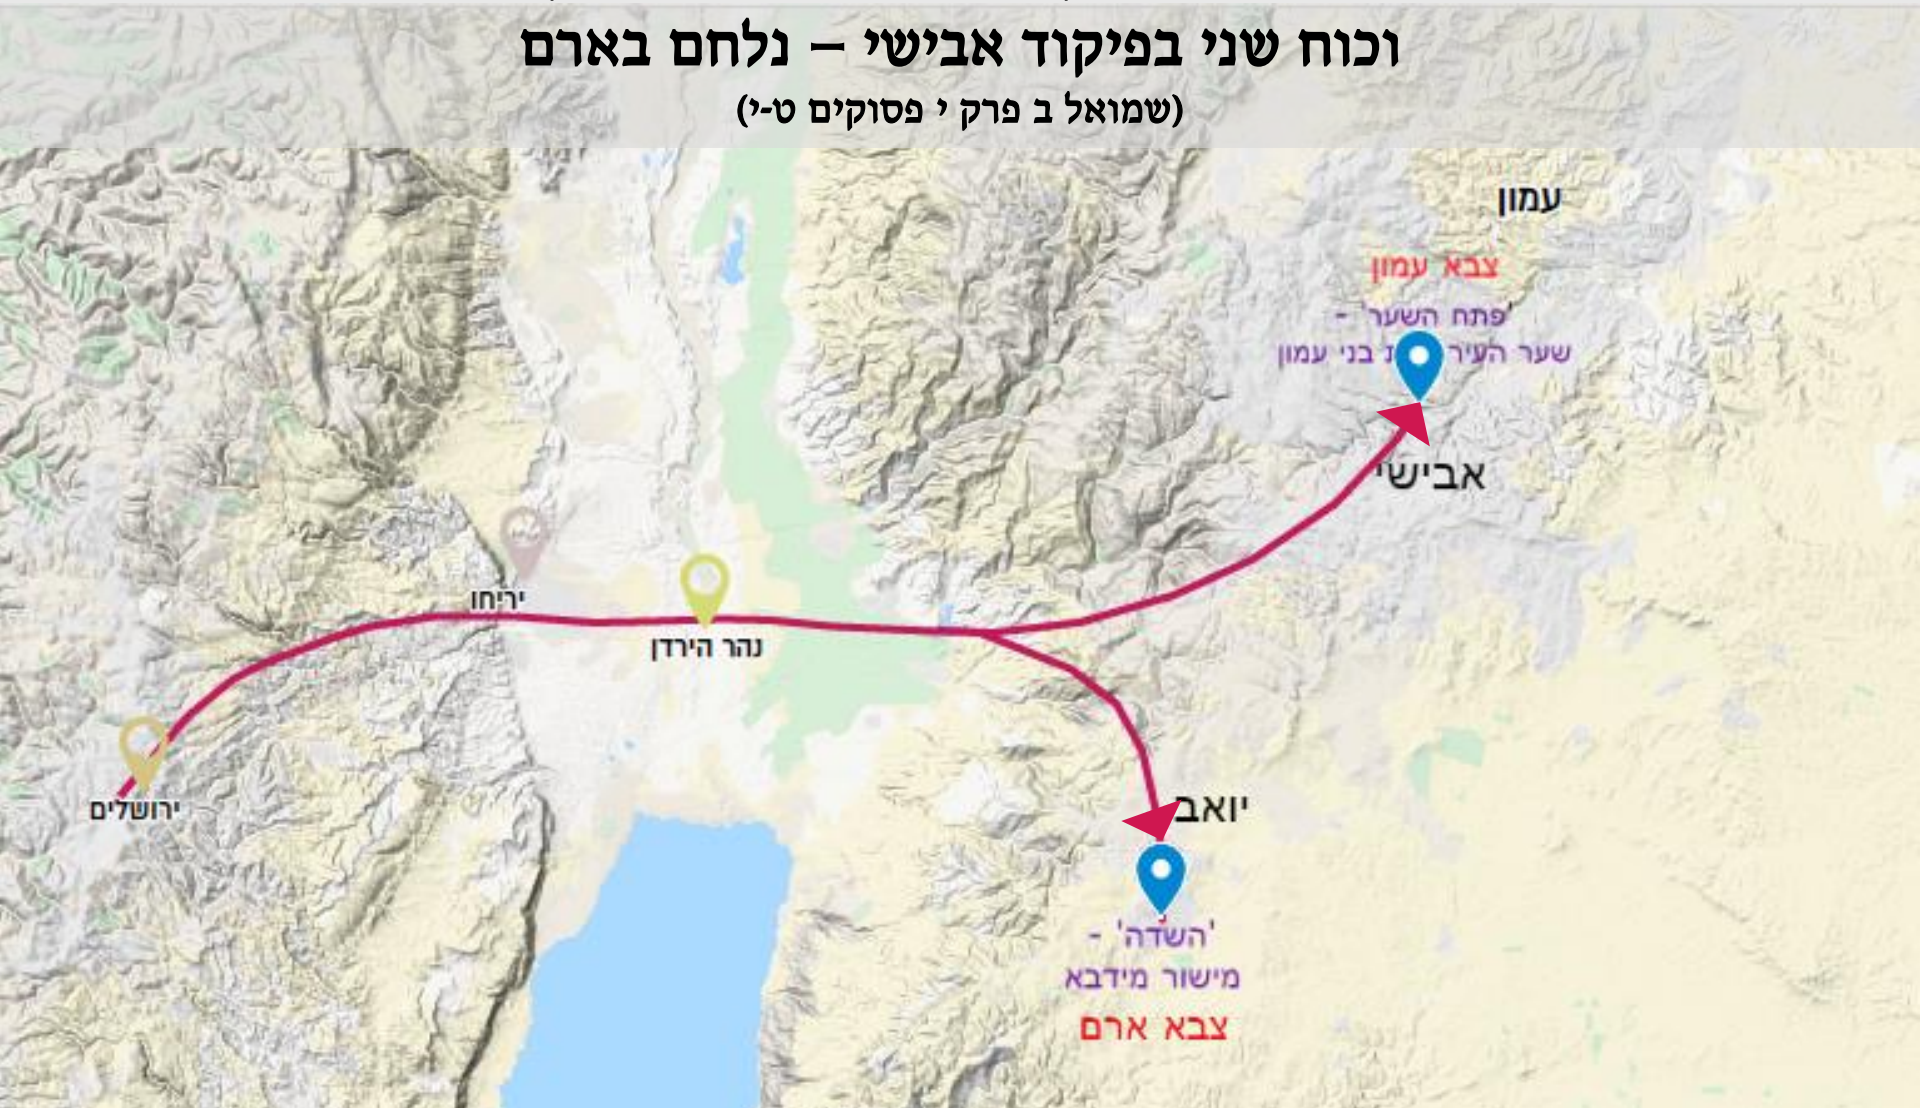 וכוח שני בפיקוד אבישי – נלחם בארם
(שמואל ב פרק י פסוקים ט-י)
עמון
צבא עמון
'פתח השער' -
שער העיר בני עמון
אבישי
יריחו
נהר הירדן
ירושלים
יואב
'השדה' -
מישור מידבא
צבא ארם